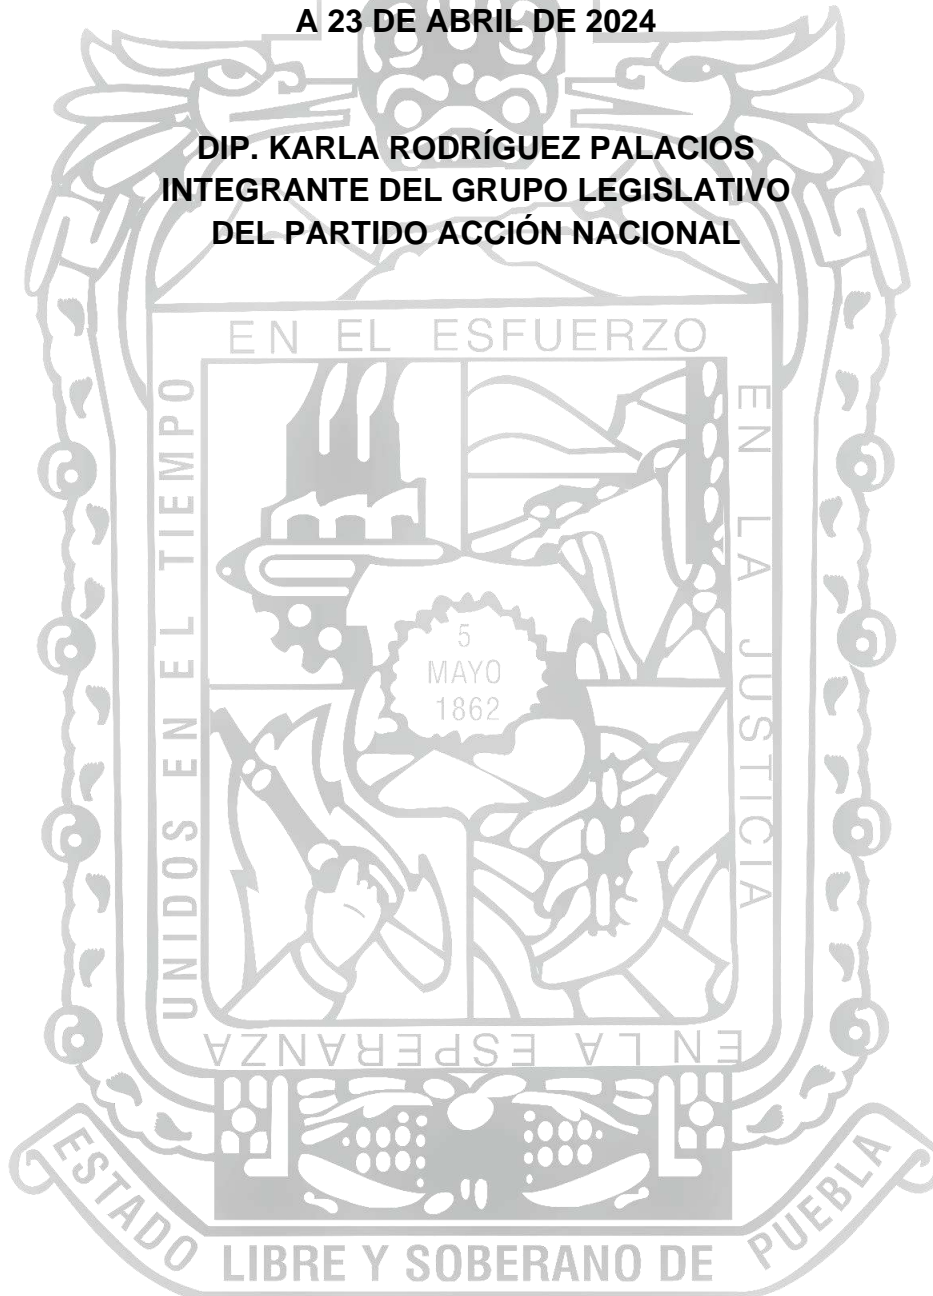 A 23 DE ABRIL DE 2024
DIP. KARLA RODRÍGUEZ PALACIOS
INTEGRANTE DEL GRUPO LEGISLATIVO
DEL PARTIDO ACCIÓN NACIONAL
UNIDOS EN EL TIEMPO
EN EL ESFUERZO
EN LA JUSTICIA
EN LA ESPERANZA
5
MAYO
1862
ESTADO LIBRE Y SOBERANO DE PUEBLA